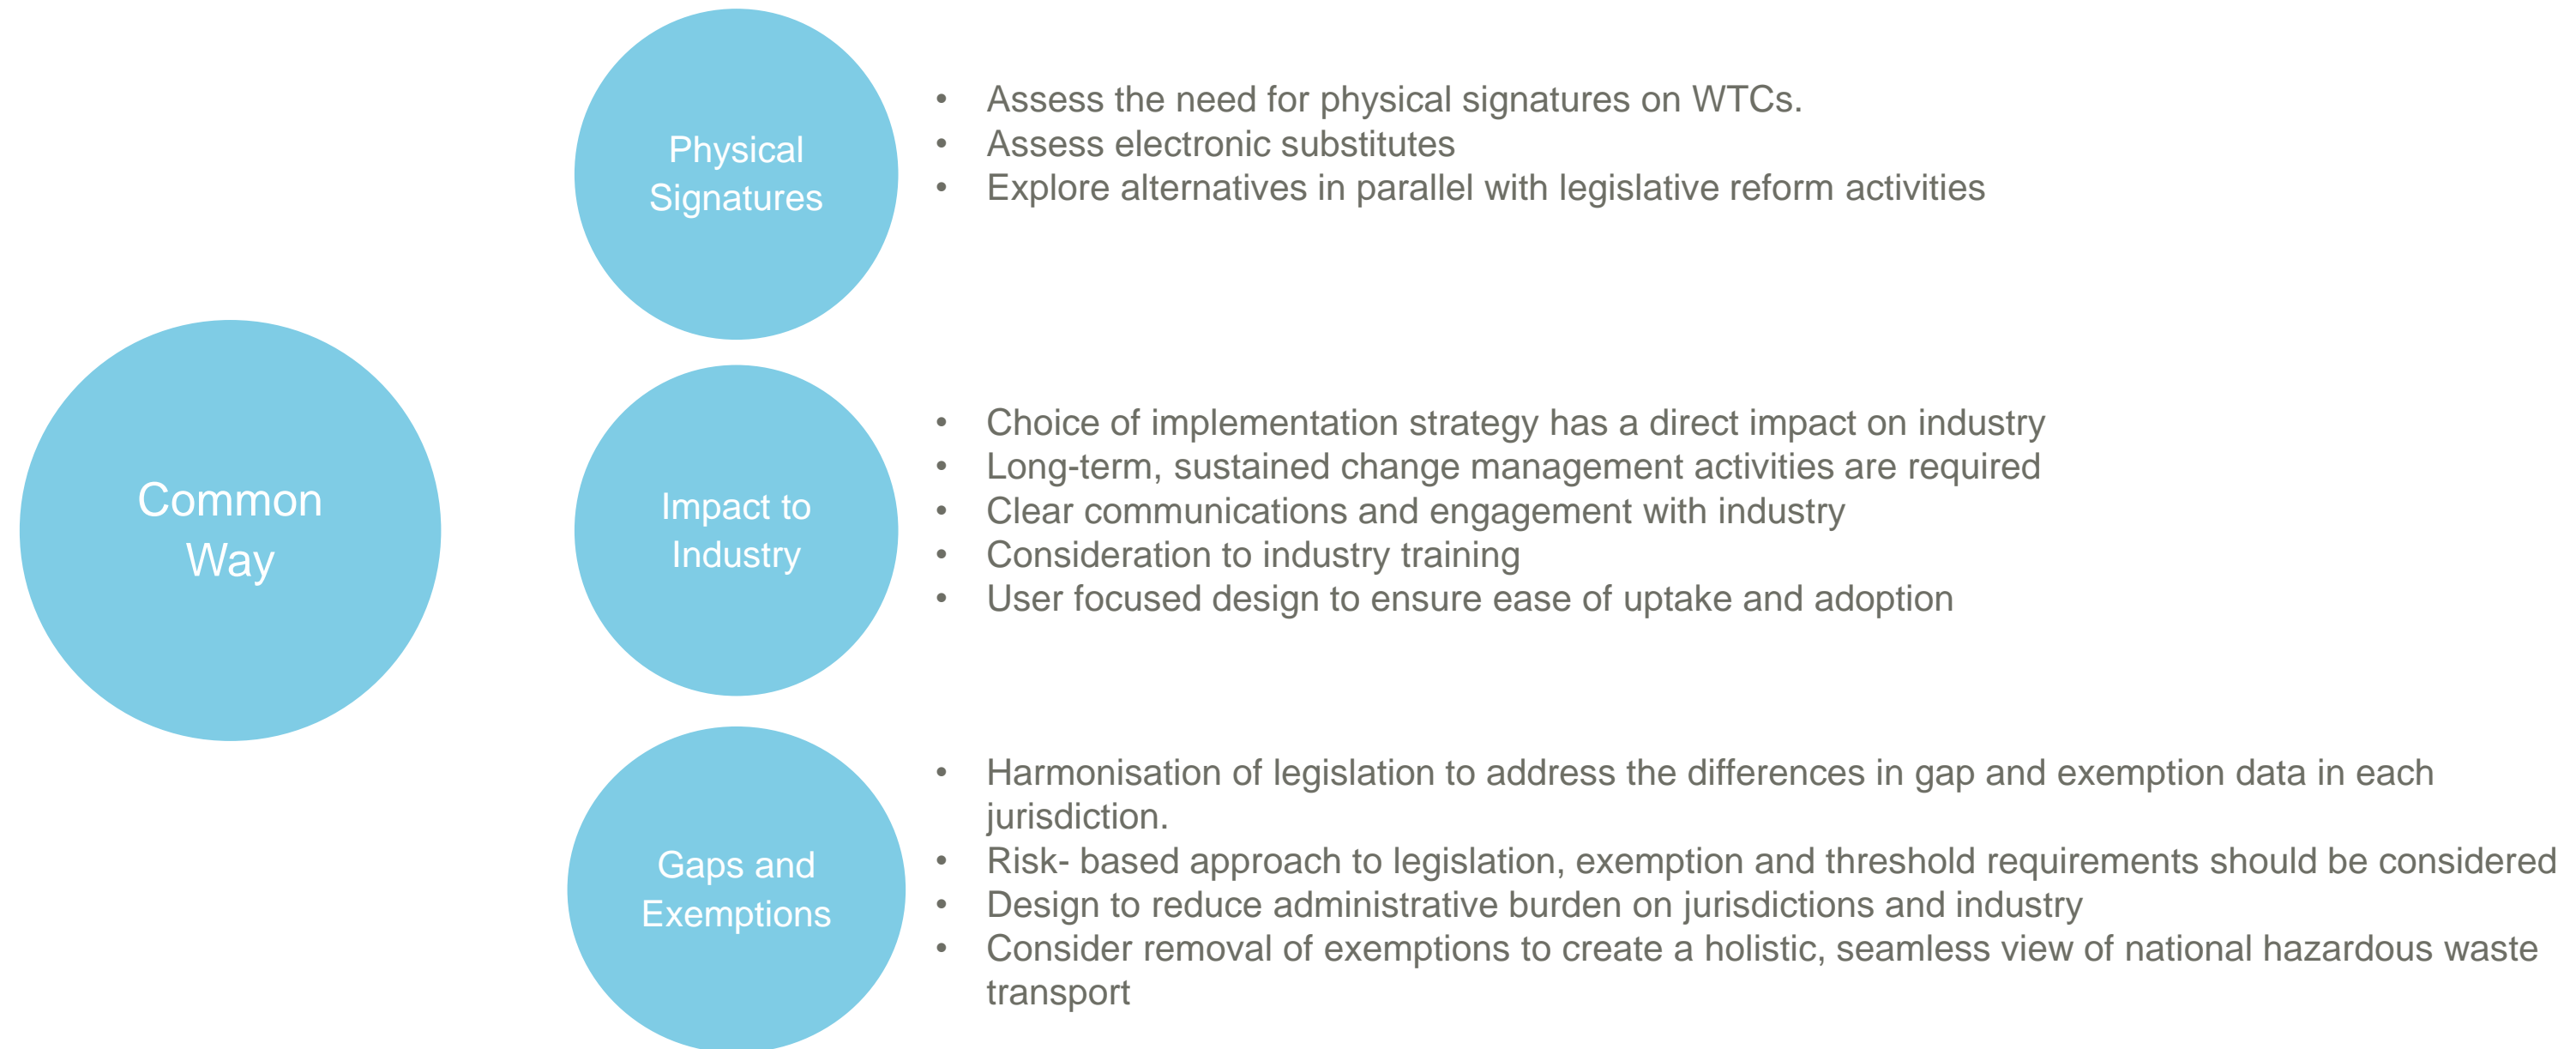 Common
Way
Physical
Signatures
• Assess the need for physical signatures on WTCs.
• Assess electronic substitutes
• Explore alternatives in parallel with legislative reform activities
Impact to
Industry
• Choice of implementation strategy has a direct impact on industry
• Long-term, sustained change management activities are required
• Clear communications and engagement with industry
• Consideration to industry training
• User focused design to ensure ease of uptake and adoption
Gaps and
Exemptions
• Harmonisation of legislation to address the differences in gap and exemption data in each
jurisdiction.
• Risk- based approach to legislation, exemption and threshold requirements should be considered
• Design to reduce administrative burden on jurisdictions and industry
• Consider removal of exemptions to create a holistic, seamless view of national hazardous waste
transport